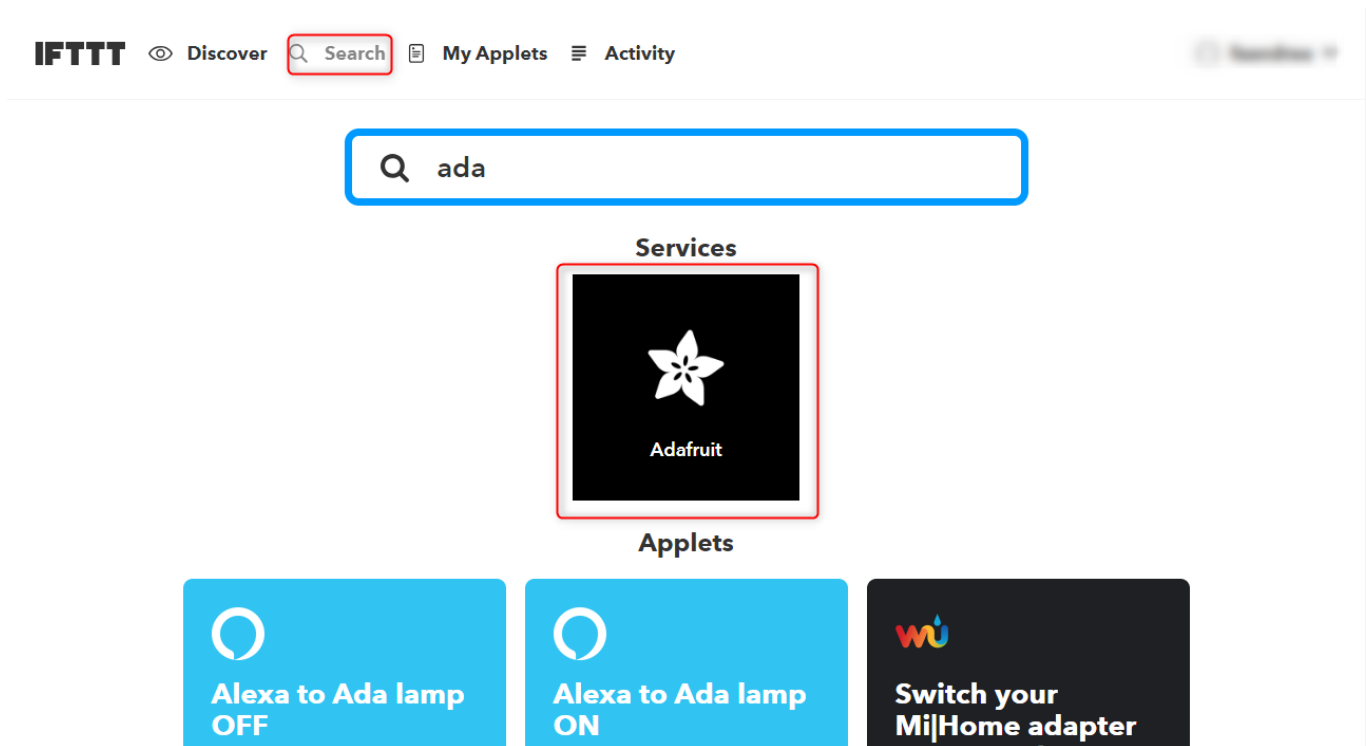 IFTTT Discover Search My Applets Activity
ada
Services
Adafruit
Applets
Alexa to Ada lamp
OFF
Alexa to Ada lamp
ON
Switch your
Mi|Home adapter